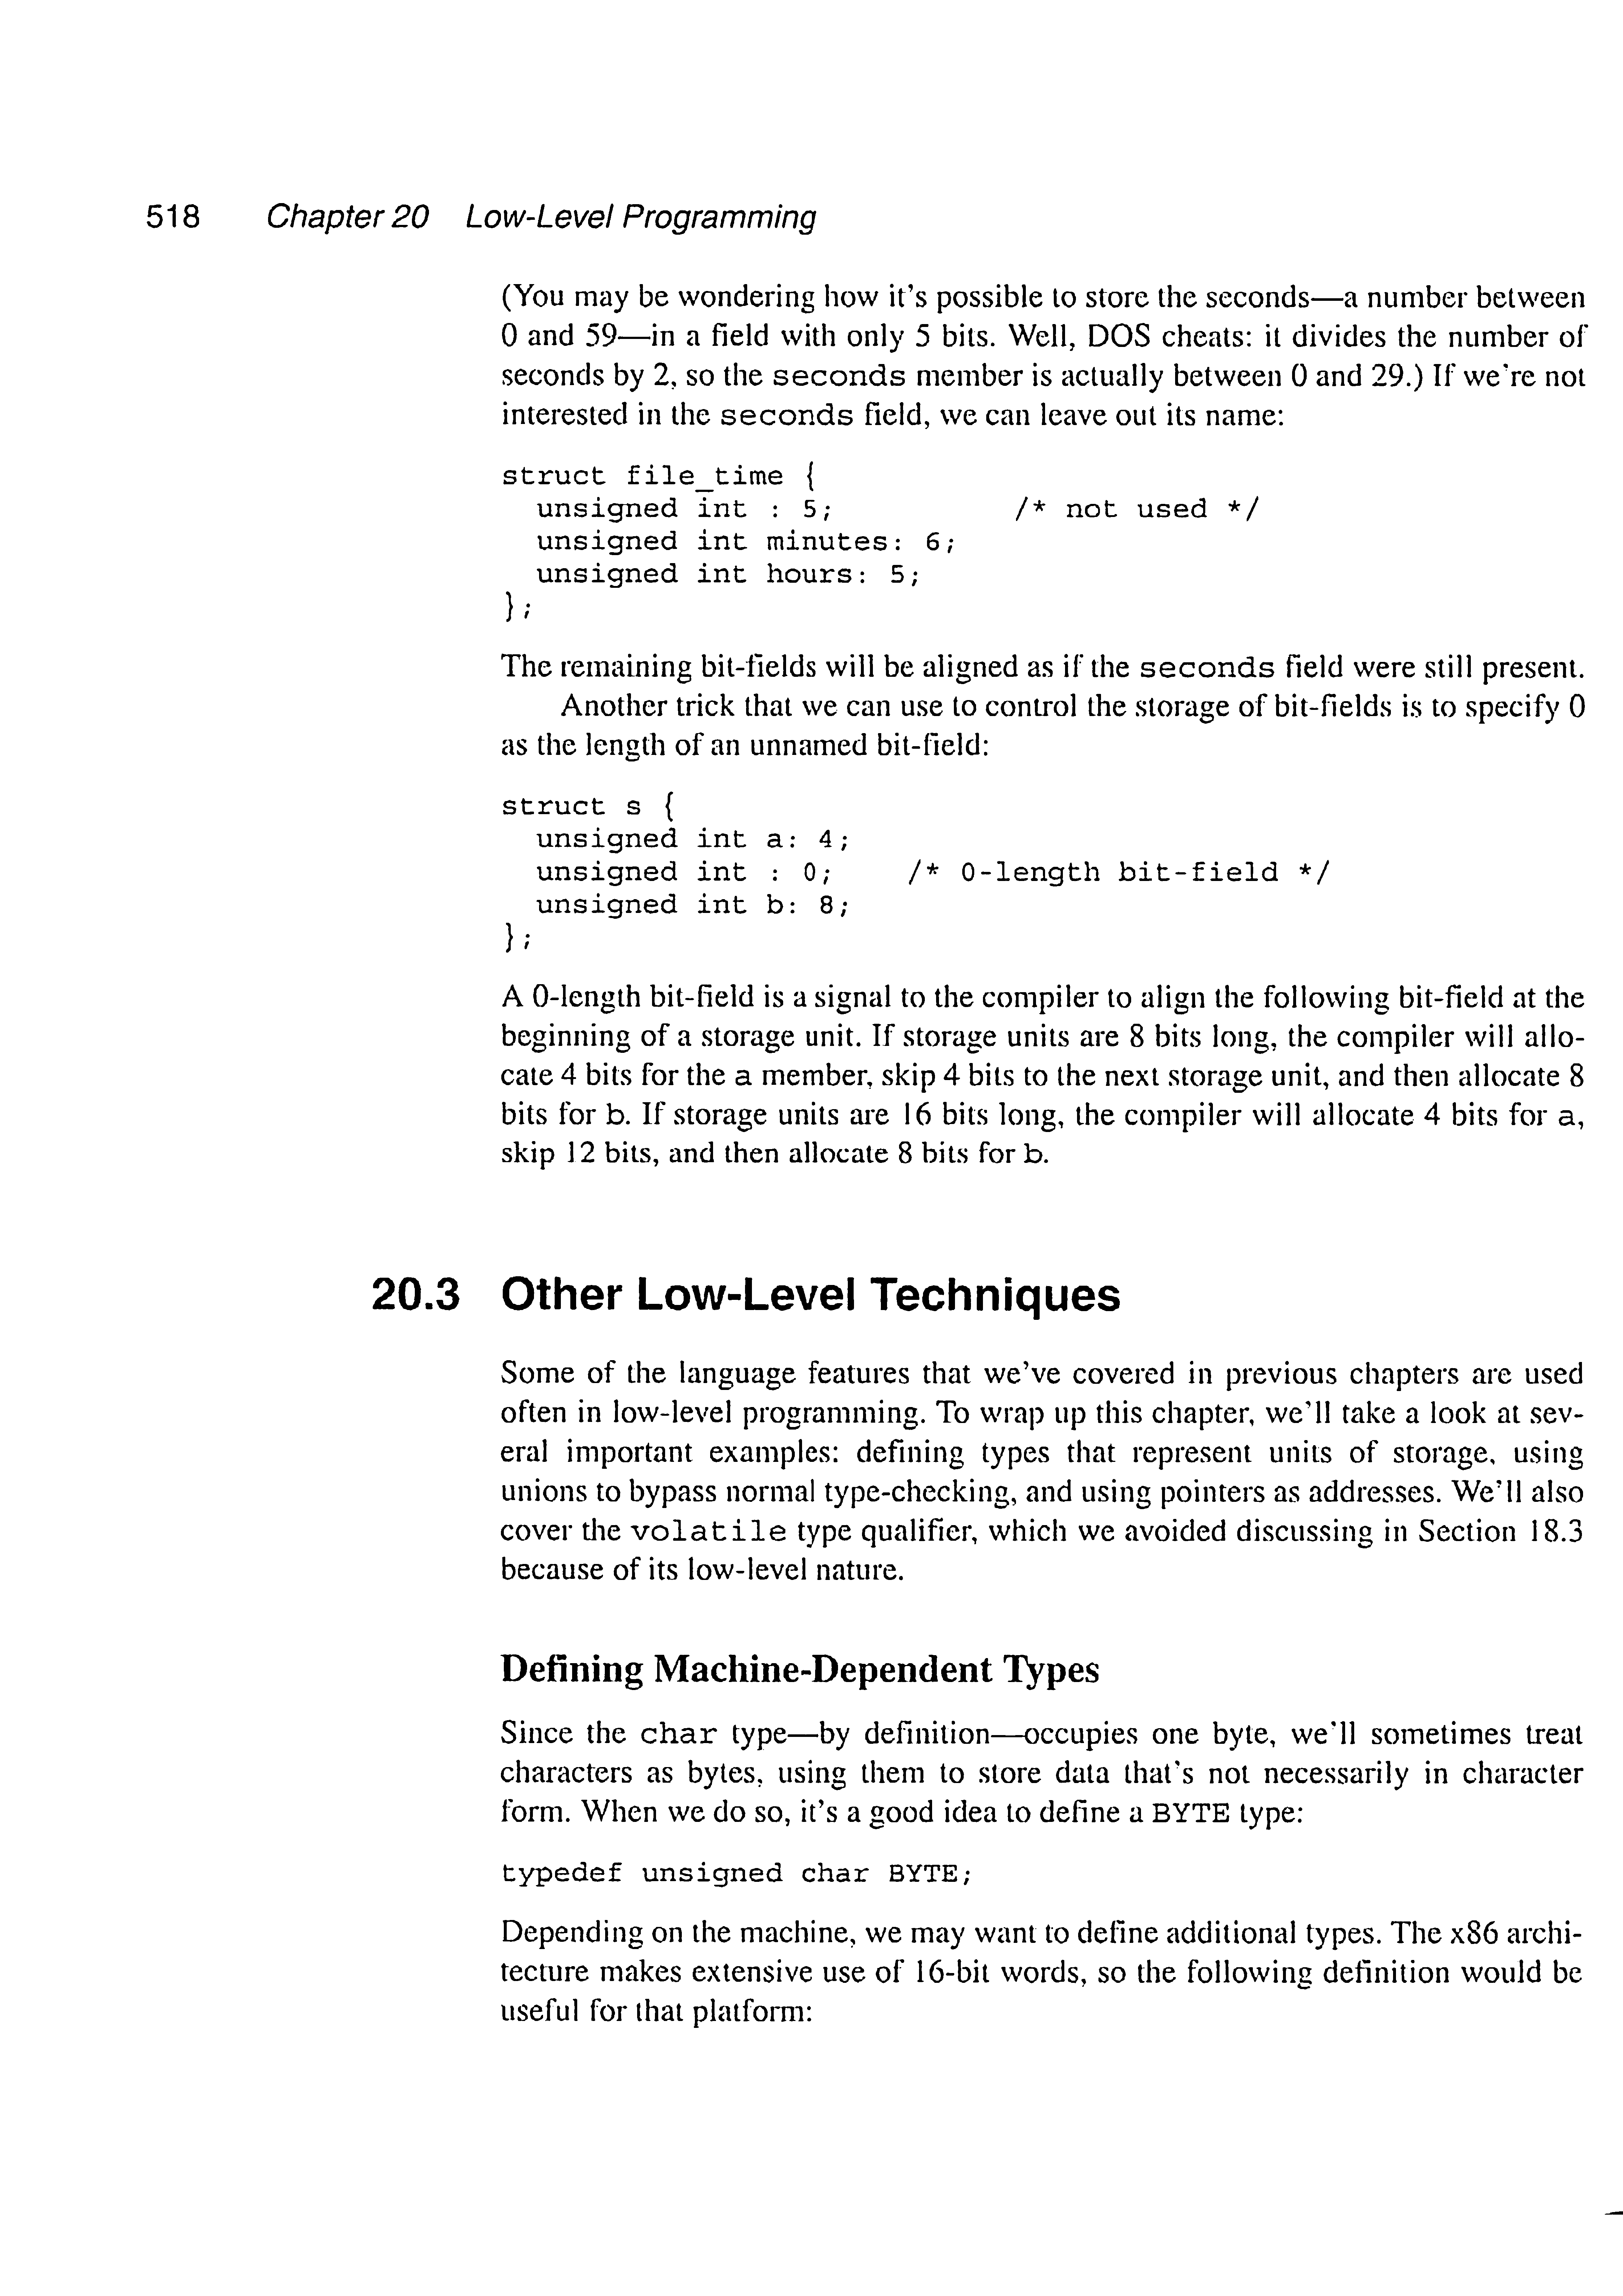 518 Chapter 20 Low-Level Programming
(You may be wondering how it's possible to store the seconds—a number between
0 and 59—in a field with only 5 bits. Well, DOS cheats: it divides the number of
seconds by 2, so the seconds member is actually between 0 and 29.) If we're not
interested in the seconds field, we can leave out its name:
struct file_time {
  unsigned int : 5;          /* not used */
  unsigned int minutes: 6;
  unsigned int hours: 5;
};
The remaining bit-fields will be aligned as if the seconds field were still present.
Another trick that we can use to control the storage of bit-fields is to specify 0
as the length of an unnamed bit-field:
struct s {
  unsigned int a: 4;
  unsigned int : 0;    /* 0-length bit-field */
  unsigned int b: 8;
};
A 0-length bit-field is a signal to the compiler to align the following bit-field at the
beginning of a storage unit. If storage units are 8 bits long, the compiler will allo-
cate 4 bits for the a member, skip 4 bits to the next storage unit, and then allocate 8
bits for b. If storage units are 16 bits long, the compiler will allocate 4 bits for a,
skip 12 bits, and then allocate 8 bits for b.
20.3 Other Low-Level Techniques
Some of the language features that we've covered in previous chapters are used
often in low-level programming. To wrap up this chapter, we'll take a look at sev-
eral important examples: defining types that represent units of storage, using
unions to bypass normal type-checking, and using pointers as addresses. We'll also
cover the volatile type qualifier, which we avoided discussing in Section 18.3
because of its low-level nature.
Defining Machine-Dependent Types
Since the char type—by definition—occupies one byte, we'll sometimes treat
characters as bytes, using them to store data that's not necessarily in character
form. When we do so, it's a good idea to define a BYTE type:
typedef unsigned char BYTE;
Depending on the machine, we may want to define additional types. The x86 archi-
tecture makes extensive use of 16-bit words, so the following definition would be
useful for that platform: